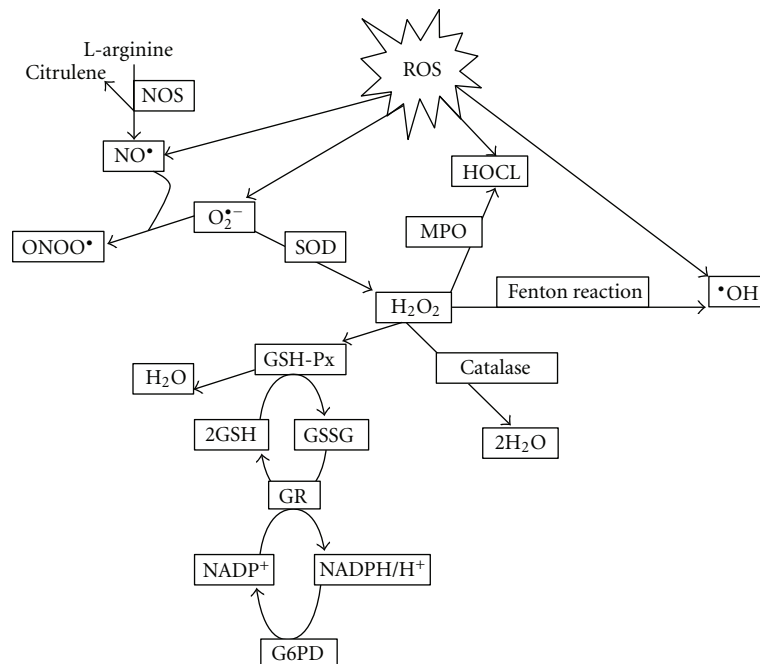 L-arginine
Citrulene
NOS
ROS
NO•
HOCL
O₂•−
MPO
ONOO•
SOD
H₂O₂
Fenton reaction
•OH
GSH-Px
H₂O
Catalase
2GSH
GSSG
2H₂O
GR
NADP⁺
NADPH/H⁺
G6PD